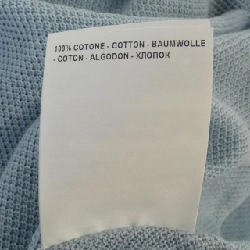 100% COTONE - COTTON - BAUMWOLLE
- COTON - ALGODON - ХЛОПОК